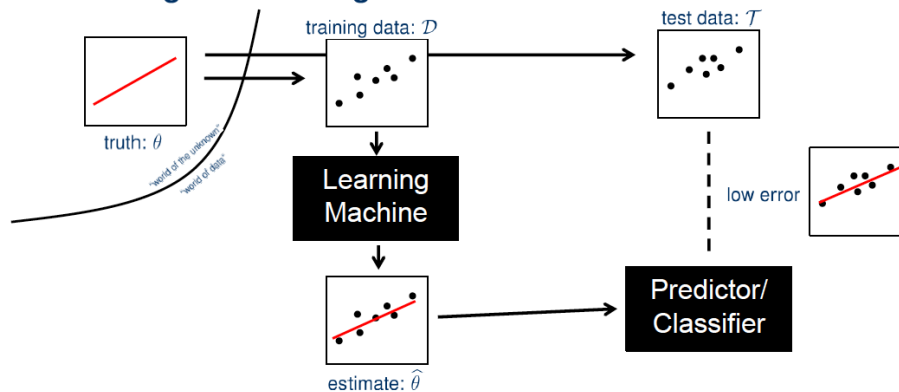 training data: 𝒟
test data: 𝒯
truth: θ
"world of the unknown"
"world of data"
Learning
Machine
low error
Predictor/
Classifier
estimate: θ̂